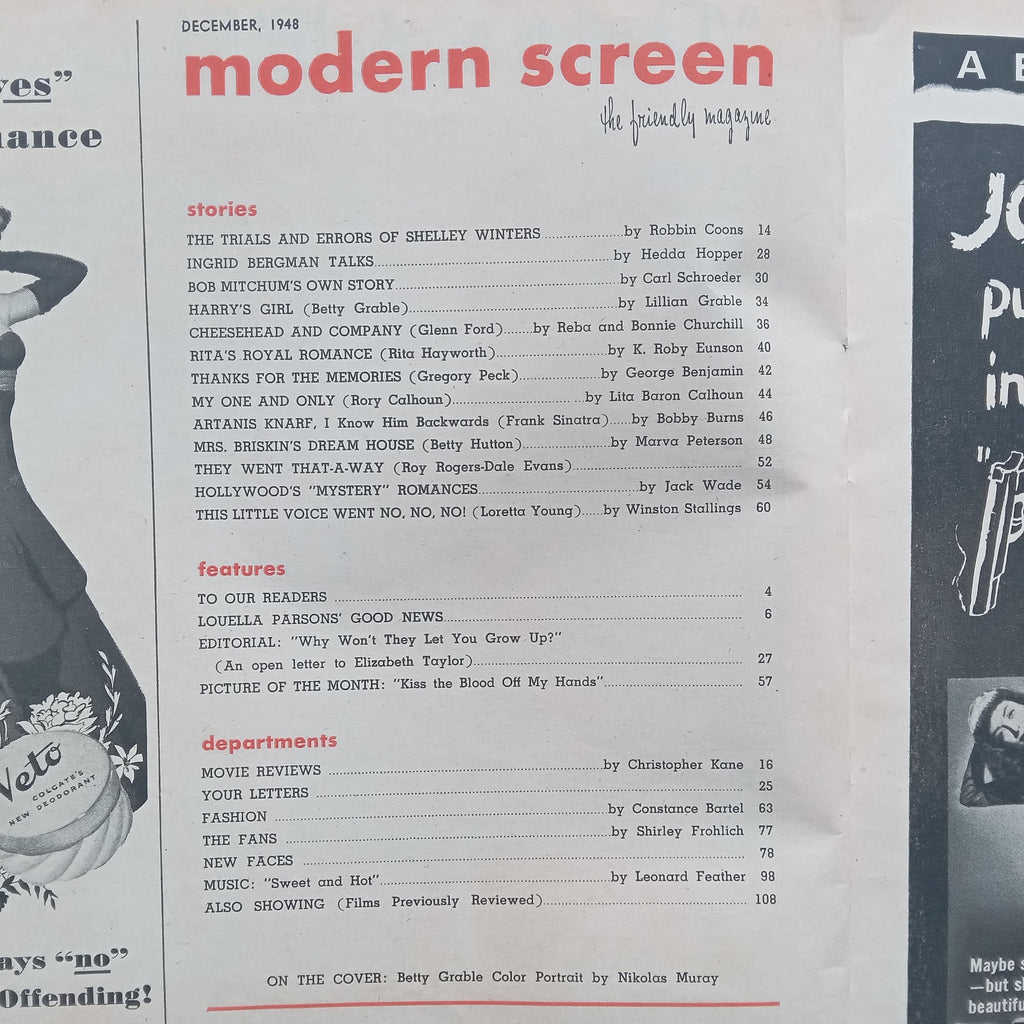 DECEMBER, 1948
modern screen
the friendly magazine
stories
THE TRIALS AND ERRORS OF SHELLEY WINTERS....................by Robbin Coons 14
INGRID BERGMAN TALKS....................by Hedda Hopper 28
BOB MITCHUM'S OWN STORY....................by Carl Schroeder 30
HARRY'S GIRL (Betty Grable)....................by Lillian Grable 34
CHEESEHEAD AND COMPANY (Glenn Ford).......by Reba and Bonnie Churchill 36
RITA'S ROYAL ROMANCE (Rita Hayworth)....................by K. Roby Eunson 40
THANKS FOR THE MEMORIES (Gregory Peck)....................by George Benjamin 42
MY ONE AND ONLY (Rory Calhoun)....................by Lita Baron Calhoun 44
ARTANIS KNARF, I Know Him Backwards (Frank Sinatra).....by Bobby Burns 46
MRS. BRISKIN'S DREAM HOUSE (Betty Hutton)....................by Marva Peterson 48
THEY WENT THAT-A-WAY (Roy Rogers-Dale Evans).................... 52
HOLLYWOOD'S "MYSTERY" ROMANCES....................by Jack Wade 54
THIS LITTLE VOICE WENT NO, NO, NO! (Loretta Young).....by Winston Stallings 60
features
TO OUR READERS .................... 4
LOUELLA PARSONS' GOOD NEWS.................... 6
EDITORIAL: "Why Won't They Let You Grow Up?"
(An open letter to Elizabeth Taylor).................... 27
PICTURE OF THE MONTH: "Kiss the Blood Off My Hands".................... 57
departments
MOVIE REVIEWS ....................by Christopher Kane 16
YOUR LETTERS .................... 25
FASHION ....................by Constance Bartel 63
THE FANS ....................by Shirley Frohlich 77
NEW FACES .................... 78
MUSIC: "Sweet and Hot"....................by Leonard Feather 98
ALSO SHOWING (Films Previously Reviewed).................... 108
ON THE COVER: Betty Grable Color Portrait by Nikolas Muray
yes"
Veto
COLGATE'S
NEW DEODORANT
"no"
Offending!
in
Maybe
—but